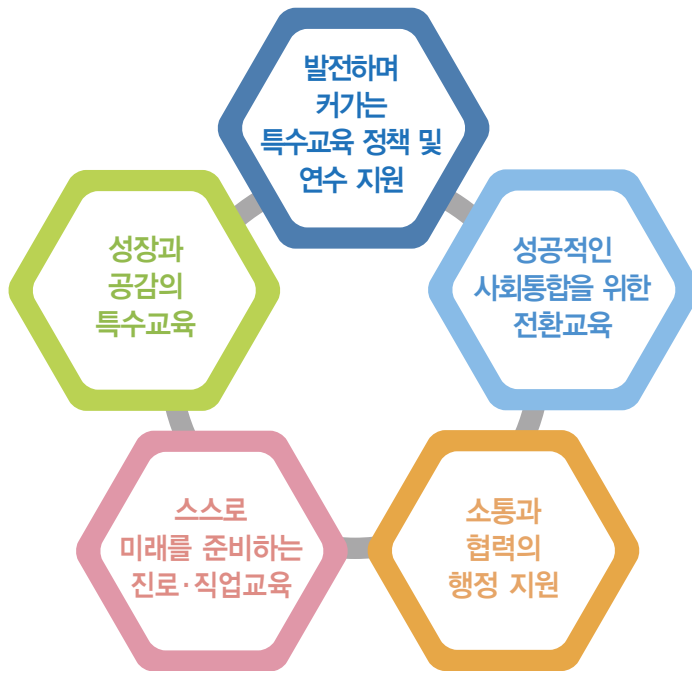 발전하며
커가는
특수교육 정책 및
연수 지원
성장과
공감의
특수교육
성공적인
사회통합을 위한
전환교육
스스로
미래를 준비하는
진로·직업교육
소통과
협력의
행정 지원